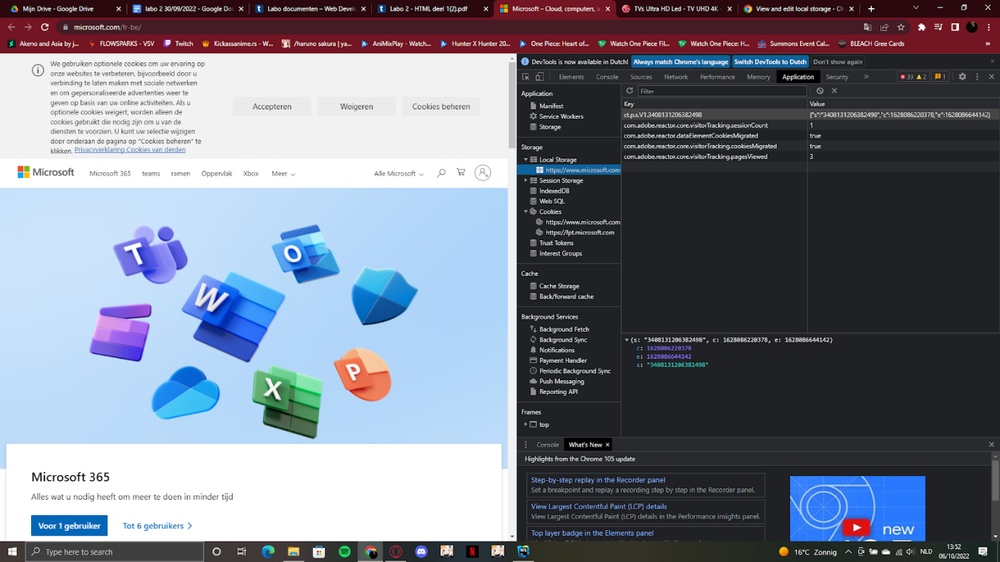 Mijn Drive - Google Drive
labo 2 30/09/2022 - Google Doc
Labo documenten – Web Devel
Labo 2 - HTML deel 1(2).pdf
Microsoft – Cloud, computers, a
TVs Ultra HD Led - TV UHD 4K -
View and edit local storage - Ch
microsoft.com/fr-be/
Akeno and Asia by j...
FLOWSPARKS - VSV
Twitch
Kickassanime.rs - W...
/haruno sakura | ya...
AniMixPlay - Watch...
Hunter X Hunter 20...
One Piece: Heart of...
Watch One Piece Fil...
Watch One Piece: H...
Summons Event Cal...
BLEACH Gree Cards
We gebruiken optionele cookies om uw ervaring op
onze websites te verbeteren, bijvoorbeeld door u
verbinding te laten maken met sociale netwerken
en om gepersonaliseerde advertenties weer te
geven op basis van uw online activiteiten. Als u
optionele cookies weigert, worden alleen de
cookies gebruikt die nodig zijn om u van de
diensten te voorzien. U kunt uw selectie wijzigen
door onderaan de pagina op "Cookies beheren" te
klikken. Privacyverklaring Cookies van derden
Accepteren
Weigeren
Cookies beheren
Microsoft
Microsoft 365
teams
ramen
Oppervlak
Xbox
Meer
Alle Microsoft
T
O
W
X
P
Microsoft 365
Alles wat u nodig heeft om meer te doen in minder tijd
Voor 1 gebruiker
Tot 6 gebruikers
DevTools is now available in Dutch!
Always match Chrome's language
Switch DevTools to Dutch
Don't show again
Elements
Console
Sources
Network
Performance
Memory
Application
Security
33
2
1
Application
Manifest
Service Workers
Storage
Storage
Local Storage
https://www.microsoft.com
Session Storage
IndexedDB
Web SQL
Cookies
https://www.microsoft.com
https://fpt.microsoft.com
Trust Tokens
Interest Groups
Cache
Cache Storage
Back/forward cache
Background Services
Background Fetch
Background Sync
Notifications
Payment Handler
Periodic Background Sync
Push Messaging
Reporting API
Frames
top
Filter
Key
Value
ct.p.s.V1.3408131206382498
{"s":"3408131206382498","c":1628086220378,"e":1628086644142}
com.adobe.reactor.core.visitorTracking.sessionCount
1
com.adobe.reactor.dataElementCookiesMigrated
true
com.adobe.reactor.core.visitorTracking.cookiesMigrated
true
com.adobe.reactor.core.visitorTracking.pagesViewed
3
{s: "3408131206382498", c: 1628086220378, e: 1628086644142}
c: 1628086220378
e: 1628086644142
s: "3408131206382498"
Console
What's New
Highlights from the Chrome 105 update
Step-by-step replay in the Recorder panel
Set a breakpoint and replay a recording step by step in the Recorder panel.
View Largest Contentful Paint (LCP) details
View Largest Contentful Paint (LCP) details in the Performance insights panel.
Top layer badge in the Elements panel
new
Type here to search
16°C Zonnig
NLD
13:52
06/10/2022